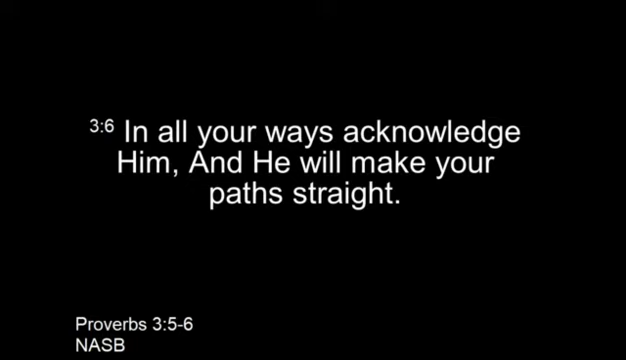 3:6 In all your ways acknowledge
Him, And He will make your
paths straight.
Proverbs 3:5-6
NASB